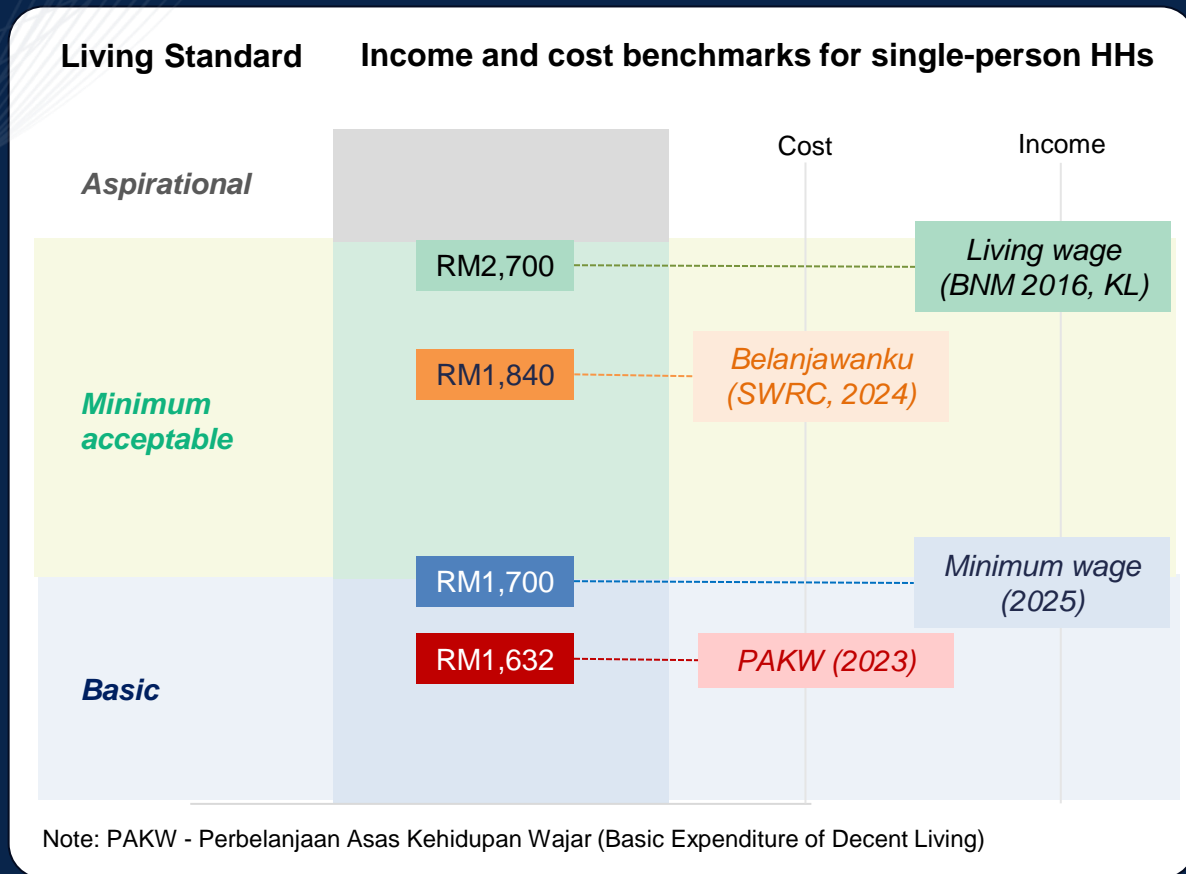 Living Standard
Income and cost benchmarks for single-person HHs
Cost
Income
Aspirational
RM2,700
Living wage
(BNM 2016, KL)
RM1,840
Belanjawanku
(SWRC, 2024)
Minimum
acceptable
RM1,700
Minimum wage
(2025)
RM1,632
PAKW (2023)
Basic
Note: PAKW - Perbelanjaan Asas Kehidupan Wajar (Basic Expenditure of Decent Living)